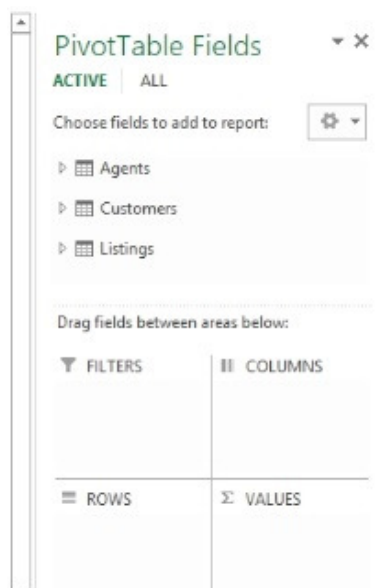 PivotTable Fields
ACTIVE ALL
Choose fields to add to report:
Agents
Customers
Listings
Drag fields between areas below:
FILTERS COLUMNS
ROWS Σ VALUES